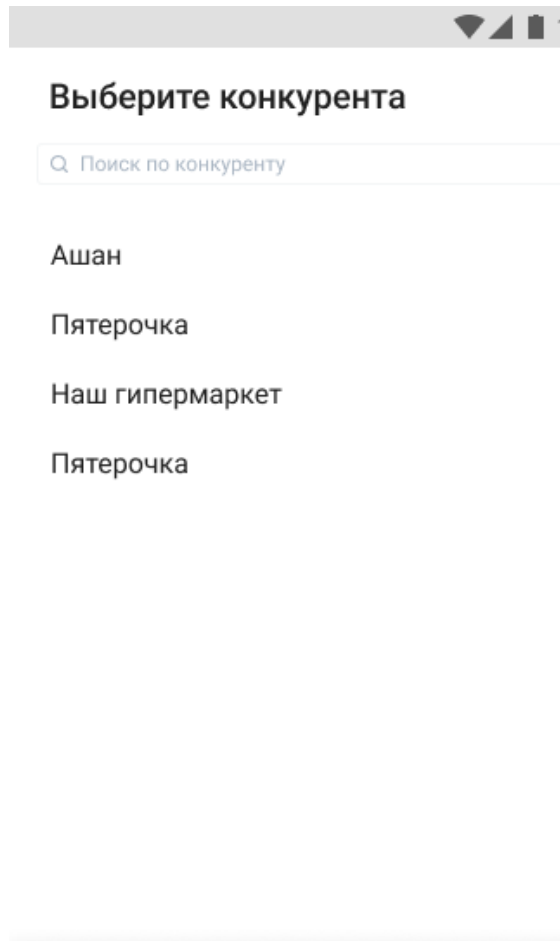 Выберите конкурента
Поиск по конкуренту
Ашан
Пятерочка
Наш гипермаркет
Пятерочка